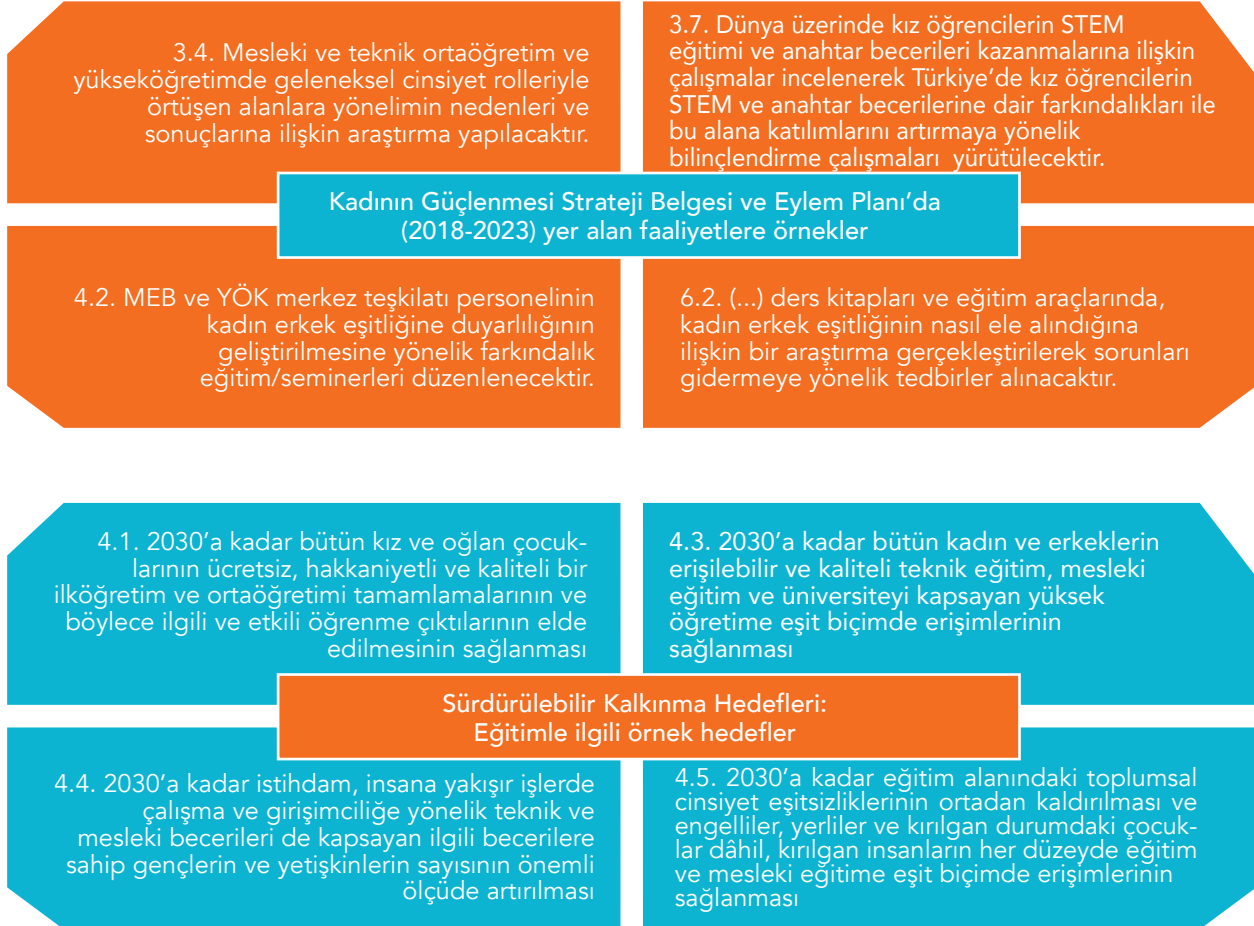 3.4. Mesleki ve teknik ortaöğretim ve
yükseköğretimde geleneksel cinsiyet rolleriyle
örtüşen alanlara yönelimin nedenleri ve
sonuçlarına ilişkin araştırma yapılacaktır.
3.7. Dünya üzerinde kız öğrencilerin STEM
eğitimi ve anahtar becerileri kazanmalarına ilişkin
çalışmalar incelenerek Türkiye’de kız öğrencilerin
STEM ve anahtar becerilerine dair farkındalıkları ile
bu alana katılımlarını artırmaya yönelik
bilinçlendirme çalışmaları yürütülecektir.
Kadının Güçlenmesi Strateji Belgesi ve Eylem Planı’da
(2018-2023) yer alan faaliyetlere örnekler
4.2. MEB ve YÖK merkez teşkilatı personelinin
kadın erkek eşitliğine duyarlılığının
geliştirilmesine yönelik farkındalık
eğitim/seminerleri düzenlenecektir.
6.2. (...) ders kitapları ve eğitim araçlarında,
kadın erkek eşitliğinin nasıl ele alındığına
ilişkin bir araştırma gerçekleştirilerek sorunları
gidermeye yönelik tedbirler alınacaktır.
4.1. 2030’a kadar bütün kız ve oğlan çocuk-
larının ücretsiz, hakkaniyetli ve kaliteli bir
ilköğretim ve ortaöğretimi tamamlamalarının ve
böylece ilgili ve etkili öğrenme çıktılarının elde
edilmesinin sağlanması
4.3. 2030’a kadar bütün kadın ve erkeklerin
erişilebilir ve kaliteli teknik eğitim, mesleki
eğitim ve üniversiteyi kapsayan yüksek
öğretime eşit biçimde erişimlerinin
sağlanması
Sürdürülebilir Kalkınma Hedefleri:
Eğitimle ilgili örnek hedefler
4.4. 2030’a kadar istihdam, insana yakışır işlerde
çalışma ve girişimciliğe yönelik teknik ve
mesleki becerileri de kapsayan ilgili becerilere
sahip gençlerin ve yetişkinlerin sayısının önemli
ölçüde artırılması
4.5. 2030’a kadar eğitim alanındaki toplumsal
cinsiyet eşitsizliklerinin ortadan kaldırılması ve
engelliler, yerliler ve kırılgan durumdaki çocuk-
lar dâhil, kırılgan insanların her düzeyde eğitim
ve mesleki eğitime eşit biçimde erişimlerinin
sağlanması